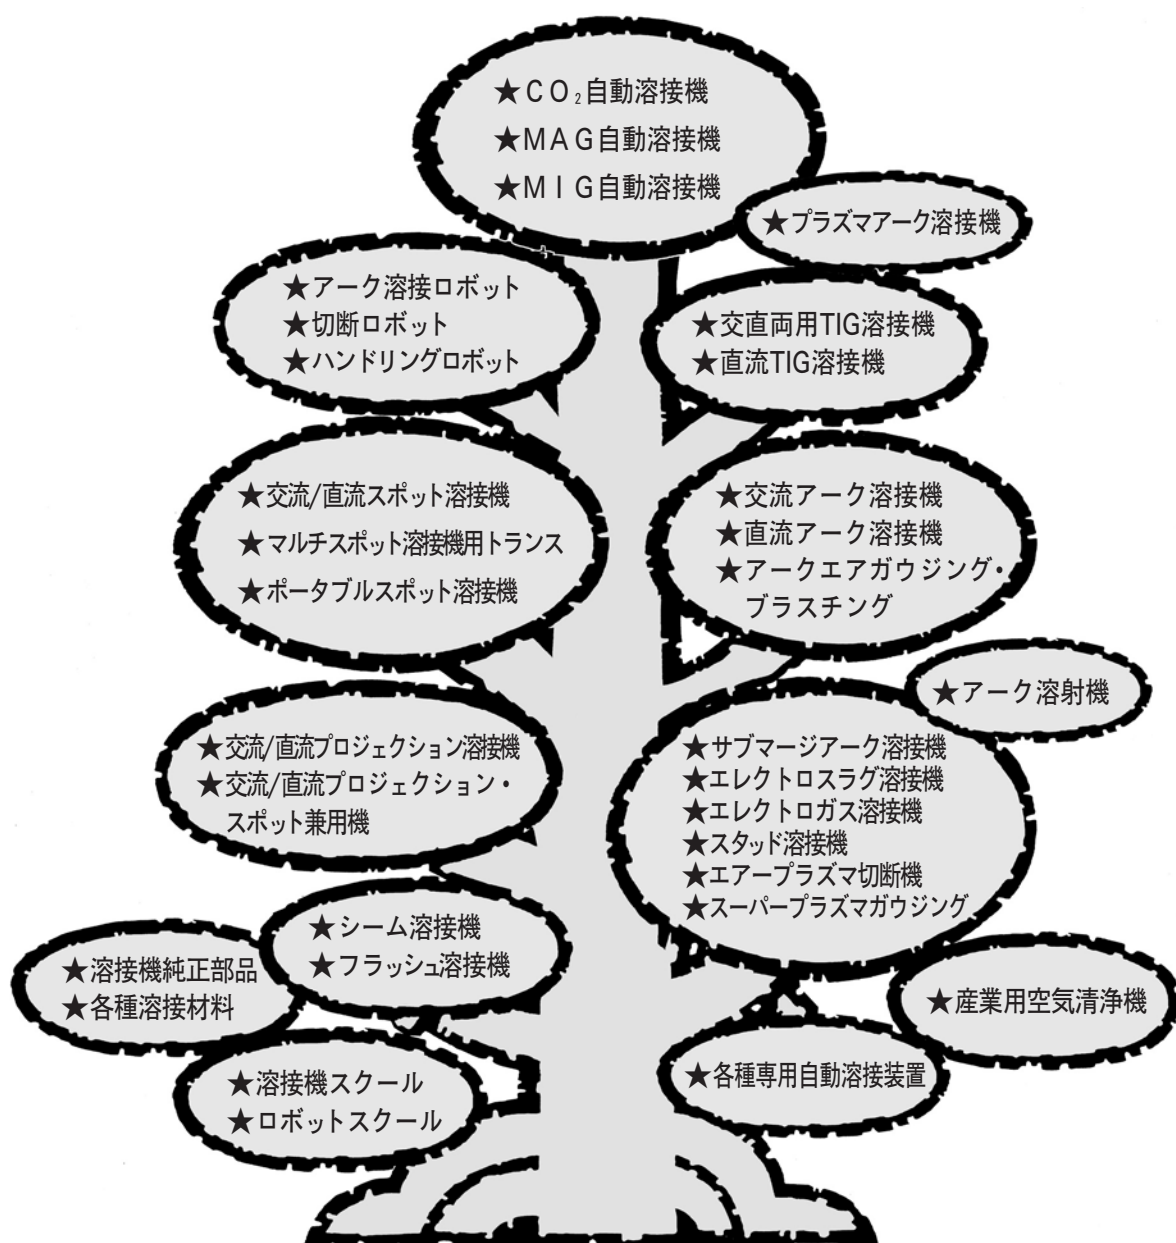 ★CO₂自動溶接機
★MAG自動溶接機
★MIG自動溶接機
★プラズマアーク溶接機
★アーク溶接ロボット
★切断ロボット
★ハンドリングロボット
★交直両用TIG溶接機
★直流TIG溶接機
★交流/直流スポット溶接機
★マルチスポット溶接機用トランス
★ポータブルスポット溶接機
★交流アーク溶接機
★直流アーク溶接機
★アークエアガウジング・
ブラスチング
★アーク溶射機
★交流/直流プロジェクション溶接機
★交流/直流プロジェクション・
スポット兼用機
★サブマージアーク溶接機
★エレクトロスラグ溶接機
★エレクトロガス溶接機
★スタッド溶接機
★エアープラズマ切断機
★スーパープラズマガウジング
★シーム溶接機
★フラッシュ溶接機
★溶接機純正部品
★各種溶接材料
★産業用空気清浄機
★溶接機スクール
★ロボットスクール
★各種専用自動溶接装置